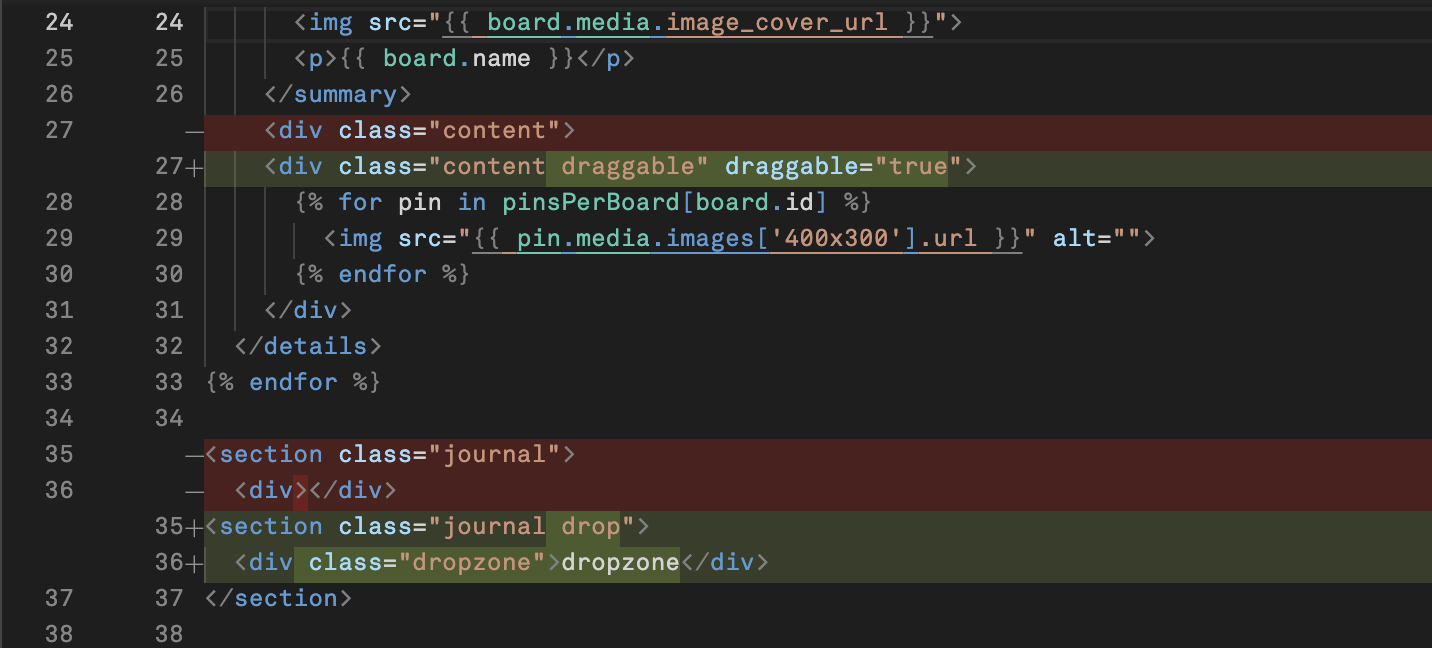 24 24 <img src="{{ board.media.image_cover_url }}">
25 25 <p>{{ board.name }}</p>
26 26 </summary>
27 — <div class="content">
27+ <div class="content draggable" draggable="true">
28 28 {% for pin in pinsPerBoard[board.id] %}
29 29 <img src="{{ pin.media.images['400x300'].url }}" alt="">
30 30 {% endfor %}
31 31 </div>
32 32 </details>
33 33 {% endfor %}
34 34
35 —<section class="journal">
36 — <div></div>
35+<section class="journal drop">
36+ <div class="dropzone">dropzone</div>
37 37 </section>
38 38